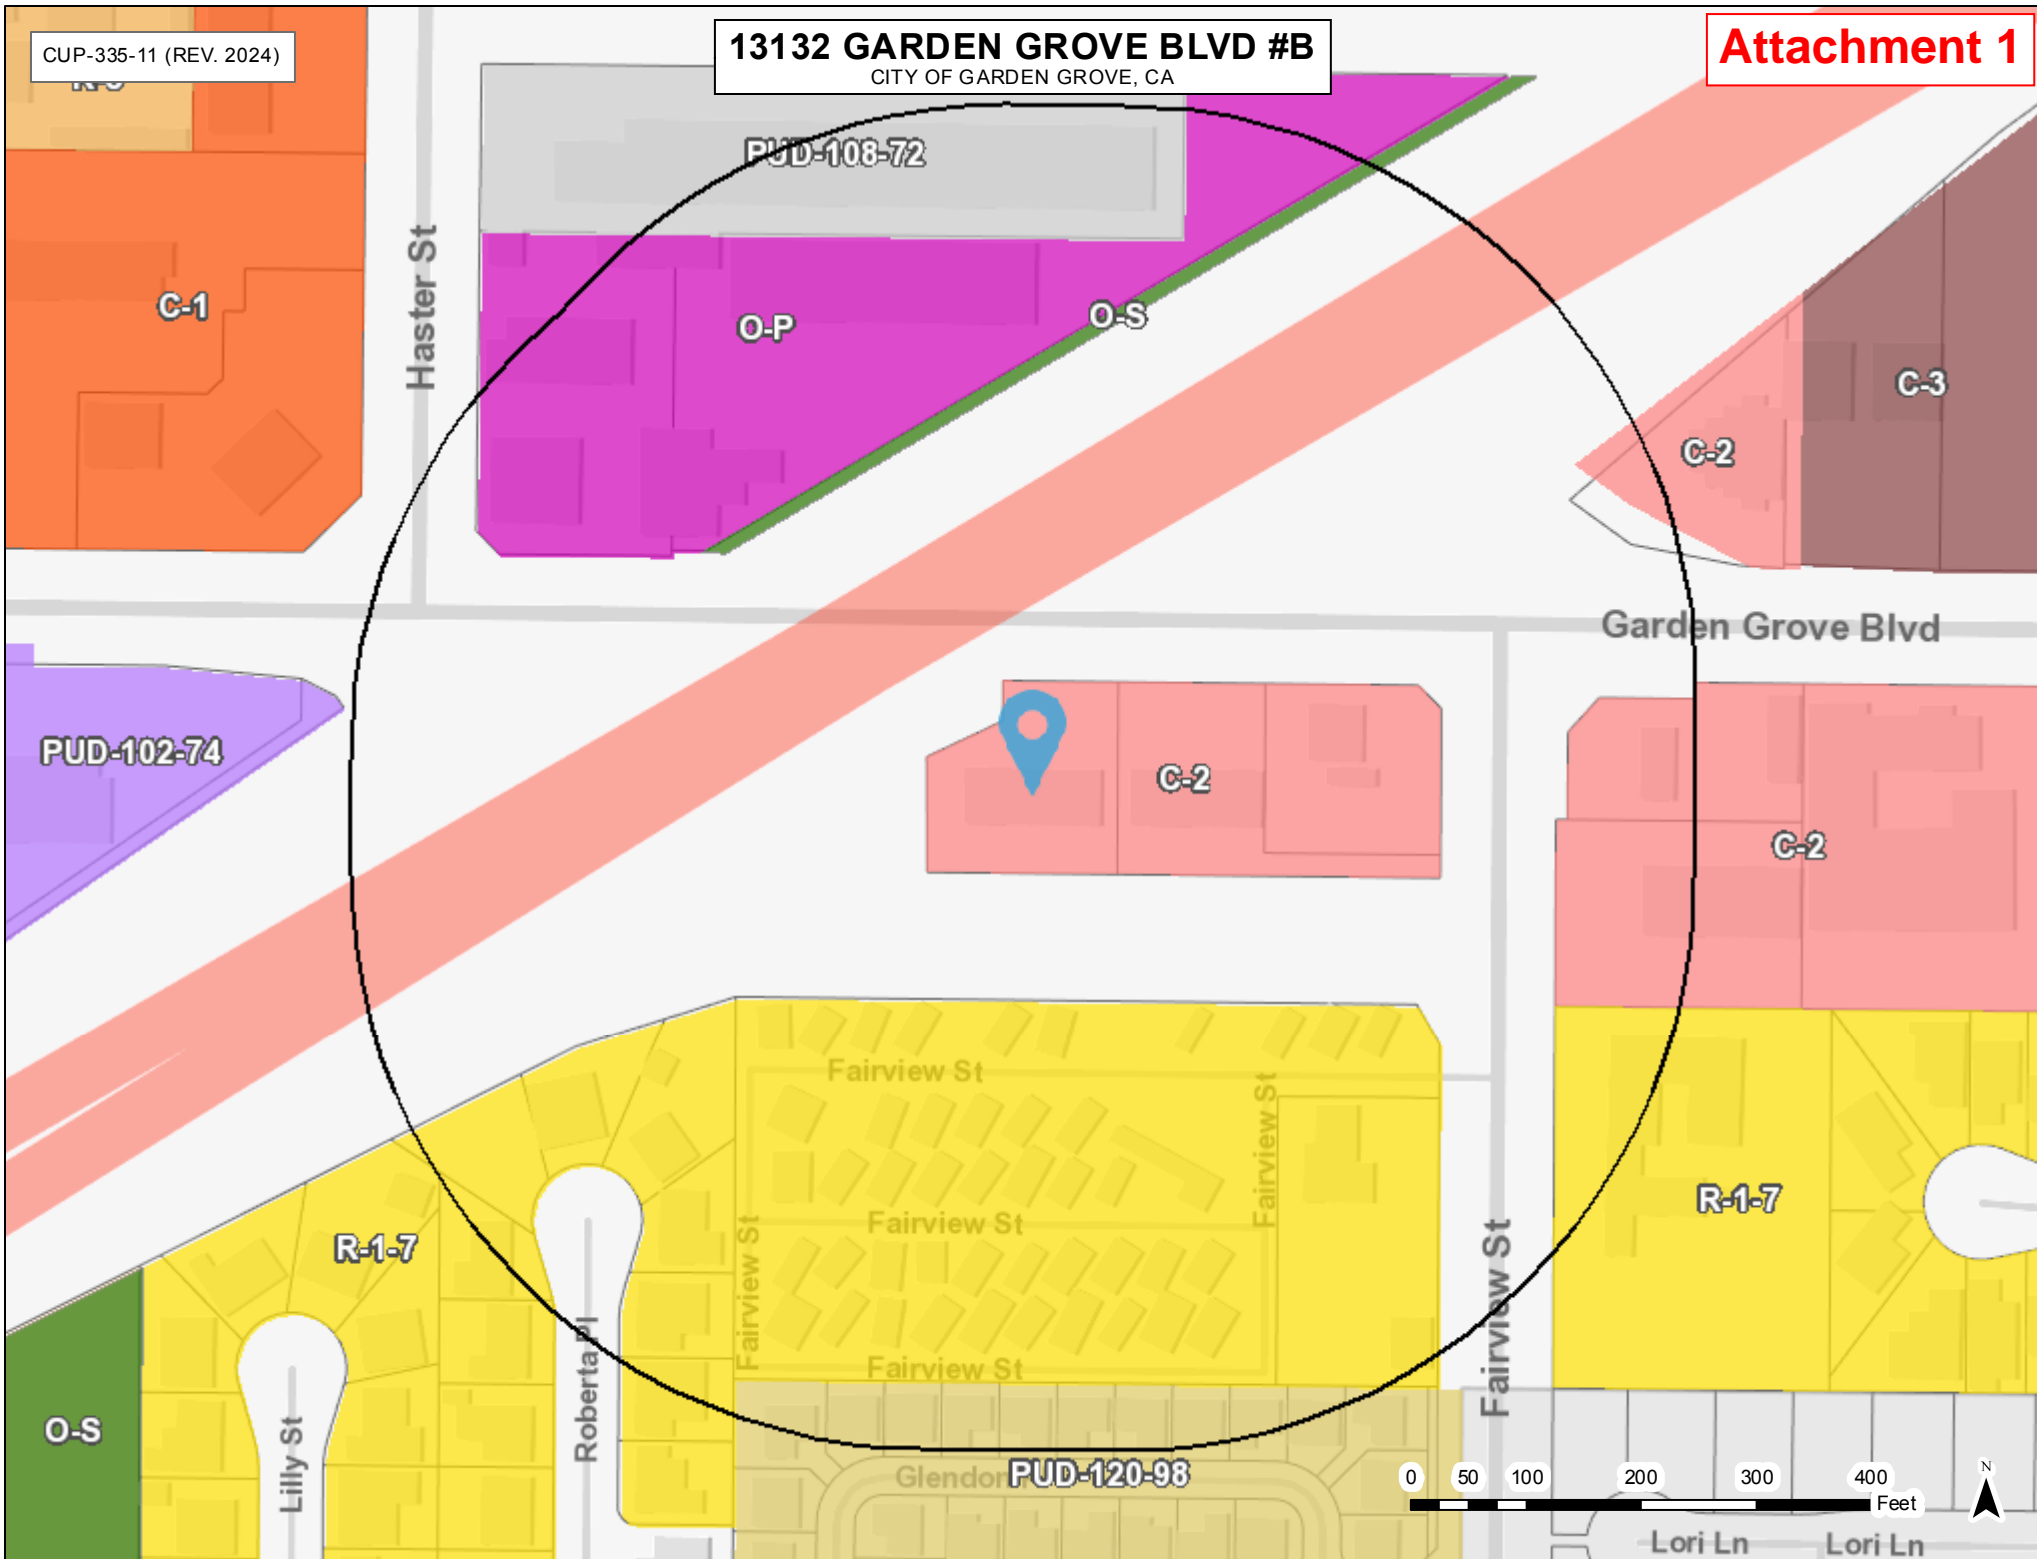 CUP-335-11 (REV. 2024)
13132 GARDEN GROVE BLVD #B
CITY OF GARDEN GROVE, CA
Attachment 1
PUD-108-72
Haster St
C-1
O-P
O-S
C-3
C-2
Garden Grove Blvd
PUD-102-74
C-2
C-2
Fairview St
Fairview St
R-1-7
Fairview St
R-1-7
Fairview St
Fairview St
Fairview St
Roberta Pl
O-S
Lilly St
PUD-120-98
0 50 100 200 300 400
Feet
N
Lori Ln
Lori Ln